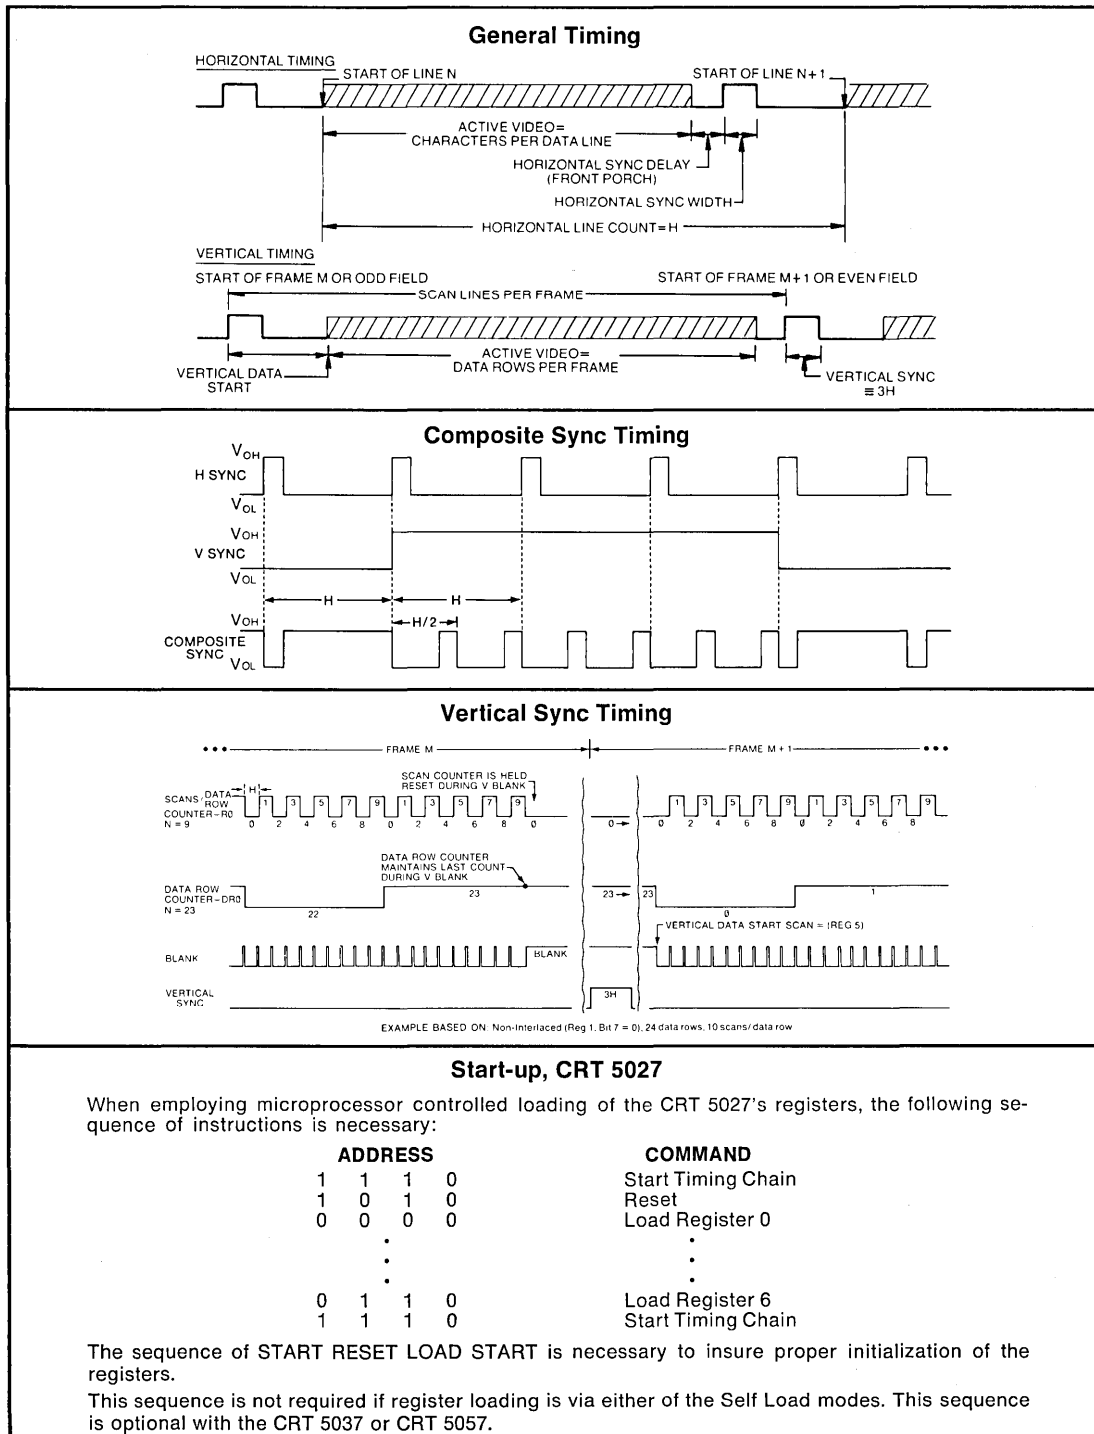 General Timing
HORIZONTAL TIMING
START OF LINE N
START OF LINE N+1
ACTIVE VIDEO=
CHARACTERS PER DATA LINE
HORIZONTAL SYNC DELAY
(FRONT PORCH)
HORIZONTAL SYNC WIDTH
HORIZONTAL LINE COUNT=H
VERTICAL TIMING
START OF FRAME M OR ODD FIELD
START OF FRAME M+1 OR EVEN FIELD
SCAN LINES PER FRAME
ACTIVE VIDEO=
DATA ROWS PER FRAME
VERTICAL DATA
START
VERTICAL SYNC
≡ 3H
Composite Sync Timing
VOH
H SYNC
VOL
VOH
V SYNC
VOL
H
H
VOH
H/2
COMPOSITE
SYNC
VOL
Vertical Sync Timing
••• FRAME M
FRAME M + 1 •••
SCAN COUNTER IS HELD
RESET DURING V BLANK
SCANS/DATA
ROW
COUNTER-R0
N = 9
H
1 3 5 7 9 1 3 5 7 9
0 2 4 6 8 0 2 4 6 8 0
0→
1 3 5 7 9 1 3 5 7 9
0 2 4 6 8 0 2 4 6 8
DATA ROW COUNTER
MAINTAINS LAST COUNT
DURING V BLANK
DATA ROW
COUNTER-DR0
N = 23
22
23
23→
23
0
1
VERTICAL DATA START SCAN = (REG 5)
BLANK
BLANK
VERTICAL
SYNC
3H
EXAMPLE BASED ON: Non-Interlaced (Reg 1, Bit 7 = 0), 24 data rows, 10 scans/data row
Start-up, CRT 5027
When employing microprocessor controlled loading of the CRT 5027's registers, the following se-
quence of instructions is necessary:
ADDRESS COMMAND
1 1 1 0 Start Timing Chain
1 0 1 0 Reset
0 0 0 0 Load Register 0
• •
• •
• •
0 1 1 0 Load Register 6
1 1 1 0 Start Timing Chain
The sequence of START RESET LOAD START is necessary to insure proper initialization of the
registers.
This sequence is not required if register loading is via either of the Self Load modes. This sequence
is optional with the CRT 5037 or CRT 5057.